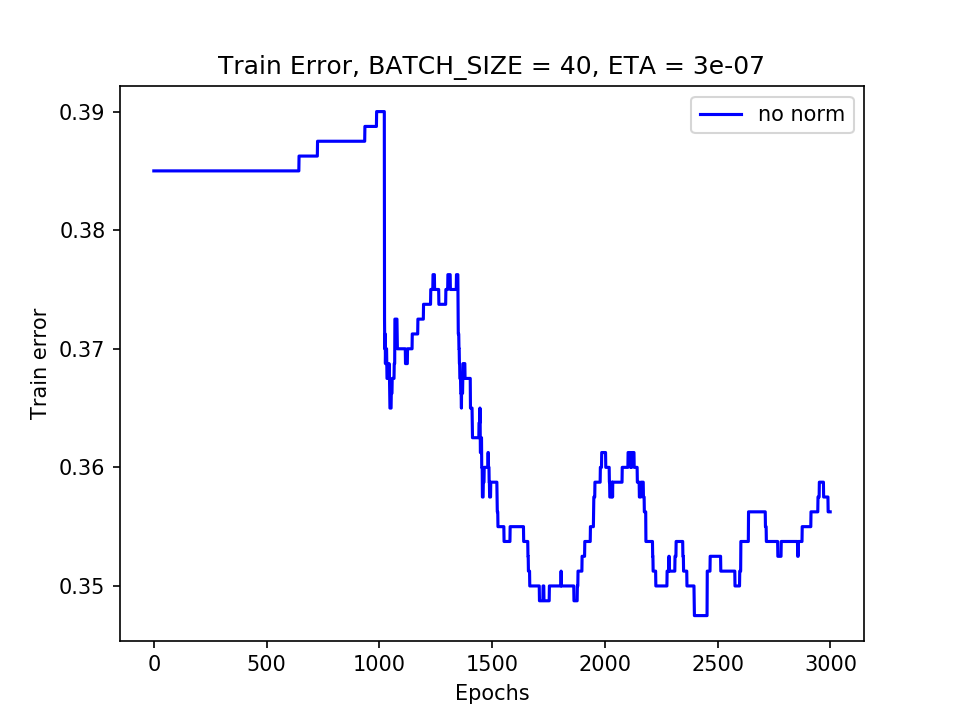 Train Error, BATCH_SIZE = 40, ETA = 3e-07
no norm
0.39
0.38
0.37
0.36
0.35
Train error
0 500 1000 1500 2000 2500 3000
Epochs